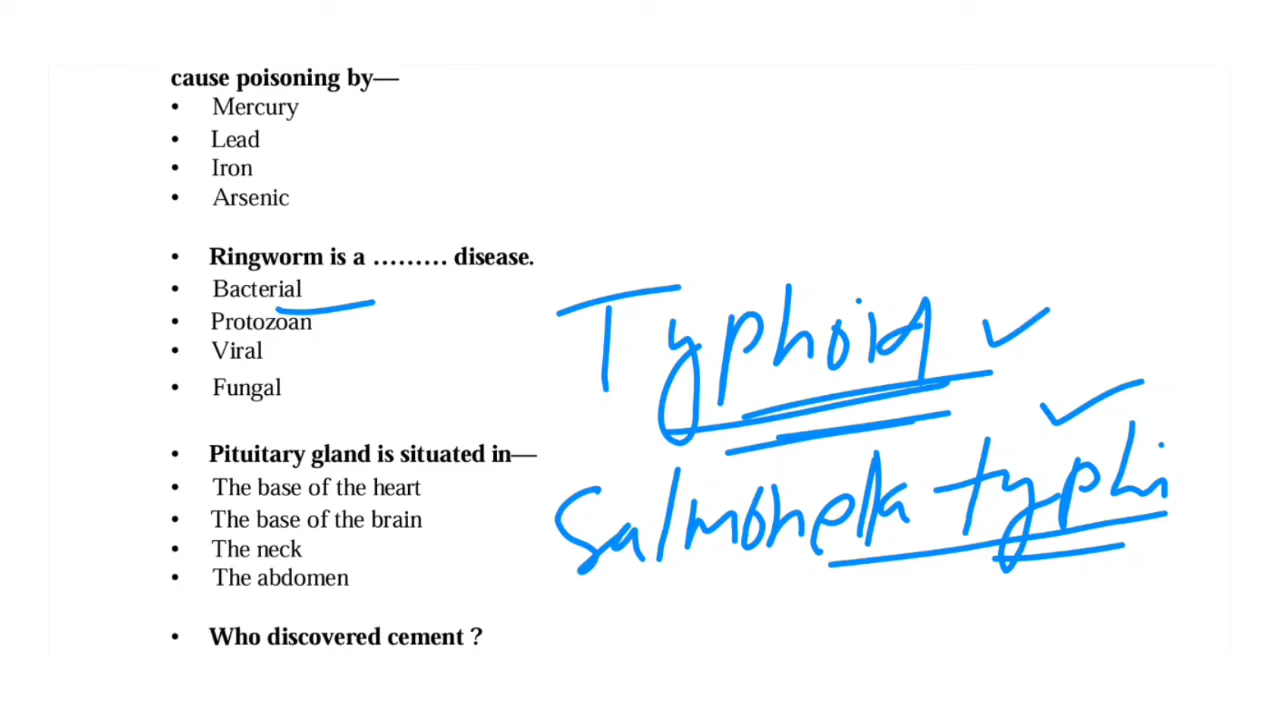 cause poisoning by—
• Mercury
• Lead
• Iron
• Arsenic
• Ringworm is a ……… disease.
• Bacterial
• Protozoan
• Viral
• Fungal
• Pituitary gland is situated in—
• The base of the heart
• The base of the brain
• The neck
• The abdomen
• Who discovered cement ?
Typhoid
Salmonella typhi